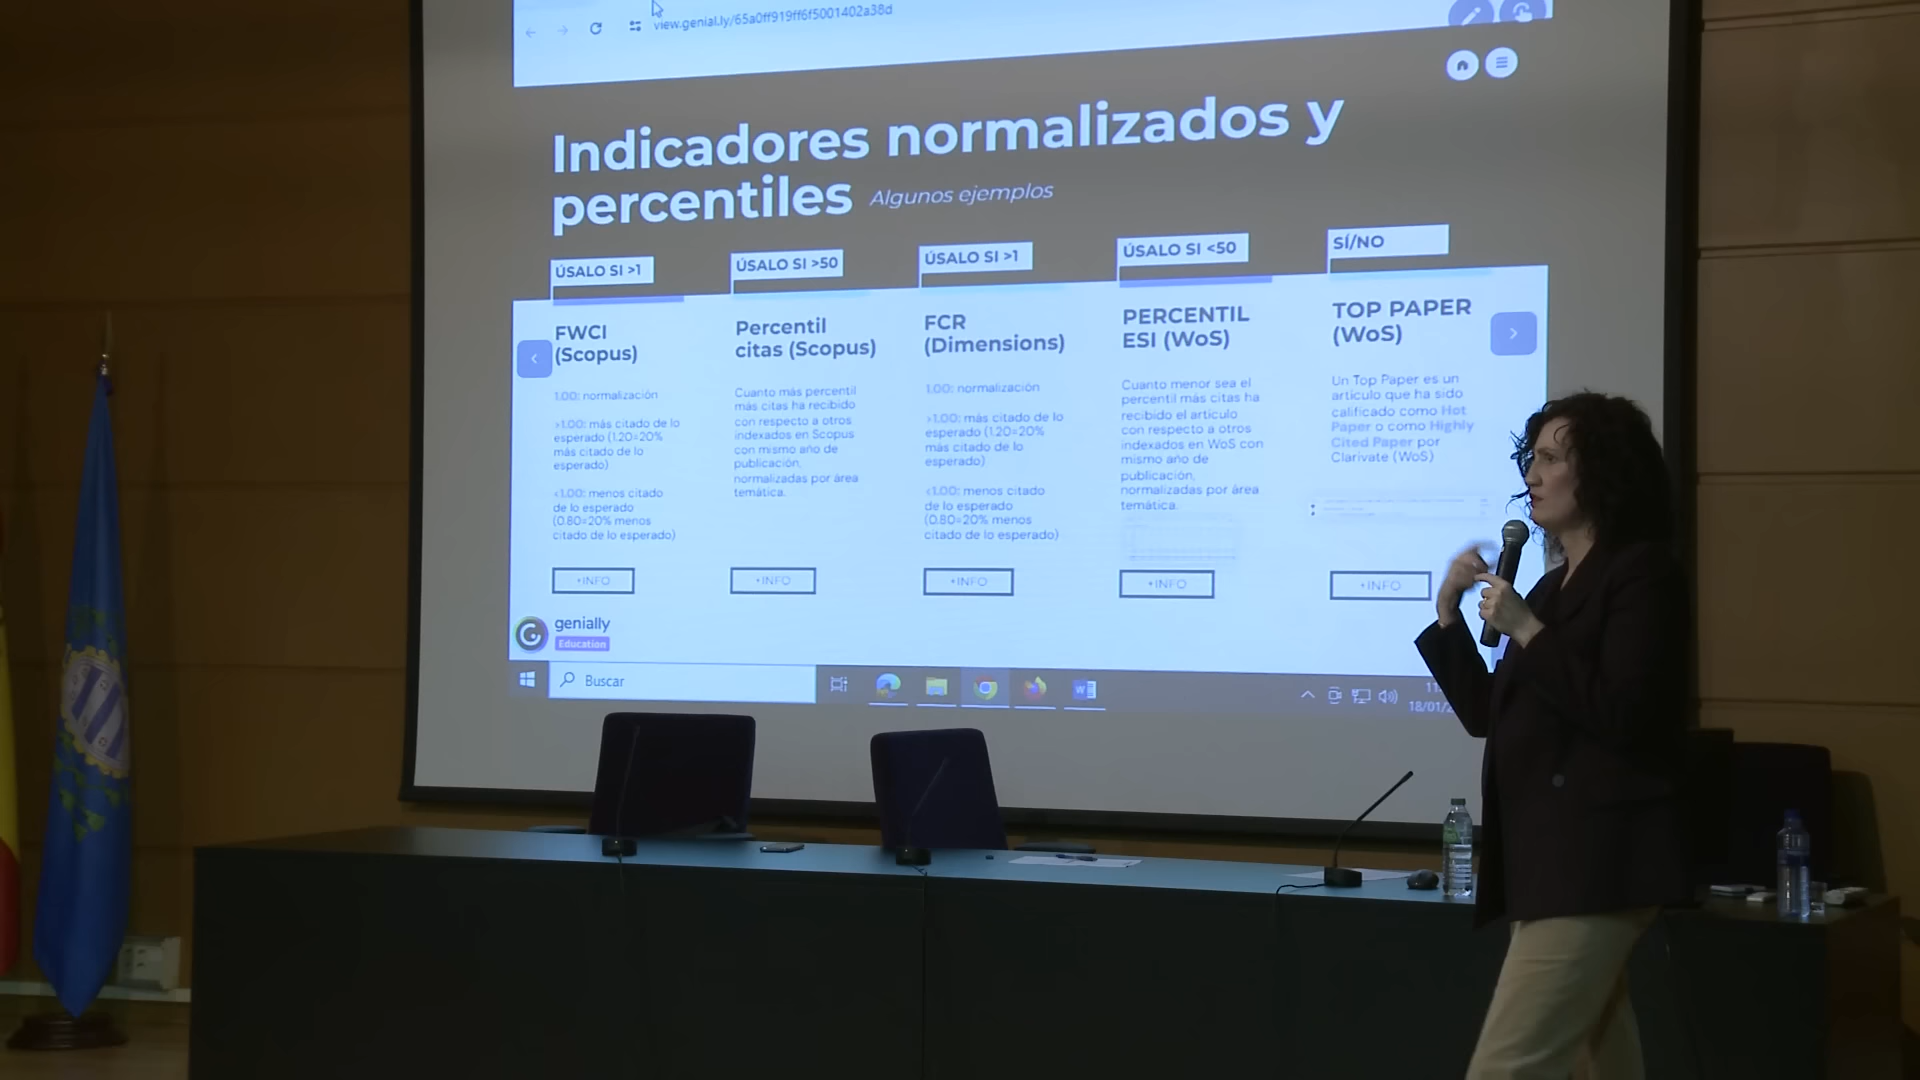 view.genial.ly/65a0ff919ff6f5001402a38d
Indicadores normalizados y
percentiles Algunos ejemplos
ÚSALO SI >1
FWCI
(Scopus)
1.00: normalización
>1.00: más citado de lo
esperado (1.20=20%
más citado de lo
esperado)
<1.00: menos citado
de lo esperado
(0.80=20% menos
citado de lo esperado)
+INFO
ÚSALO SI >50
Percentil
citas (Scopus)
Cuanto más percentil
más citas ha recibido
con respecto a otros
indexados en Scopus
con mismo año de
publicación,
normalizadas por área
temática.
+INFO
ÚSALO SI >1
FCR
(Dimensions)
1.00: normalización
>1.00: más citado de lo
esperado (1.20=20%
más citado de lo
esperado)
<1.00: menos citado
de lo esperado
(0.80=20% menos
citado de lo esperado)
+INFO
ÚSALO SI <50
PERCENTIL
ESI (WoS)
Cuanto menor sea el
percentil más citas ha
recibido el artículo
con respecto a otros
indexados en WoS con
mismo año de
publicación,
normalizadas por área
temática.
+INFO
SÍ/NO
TOP PAPER
(WoS)
Un Top Paper es un
artículo que ha sido
calificado como Hot
Paper o como Highly
Cited Paper por
Clarivate (WoS)
+INFO
genially
Education
Buscar
11:
18/01/2